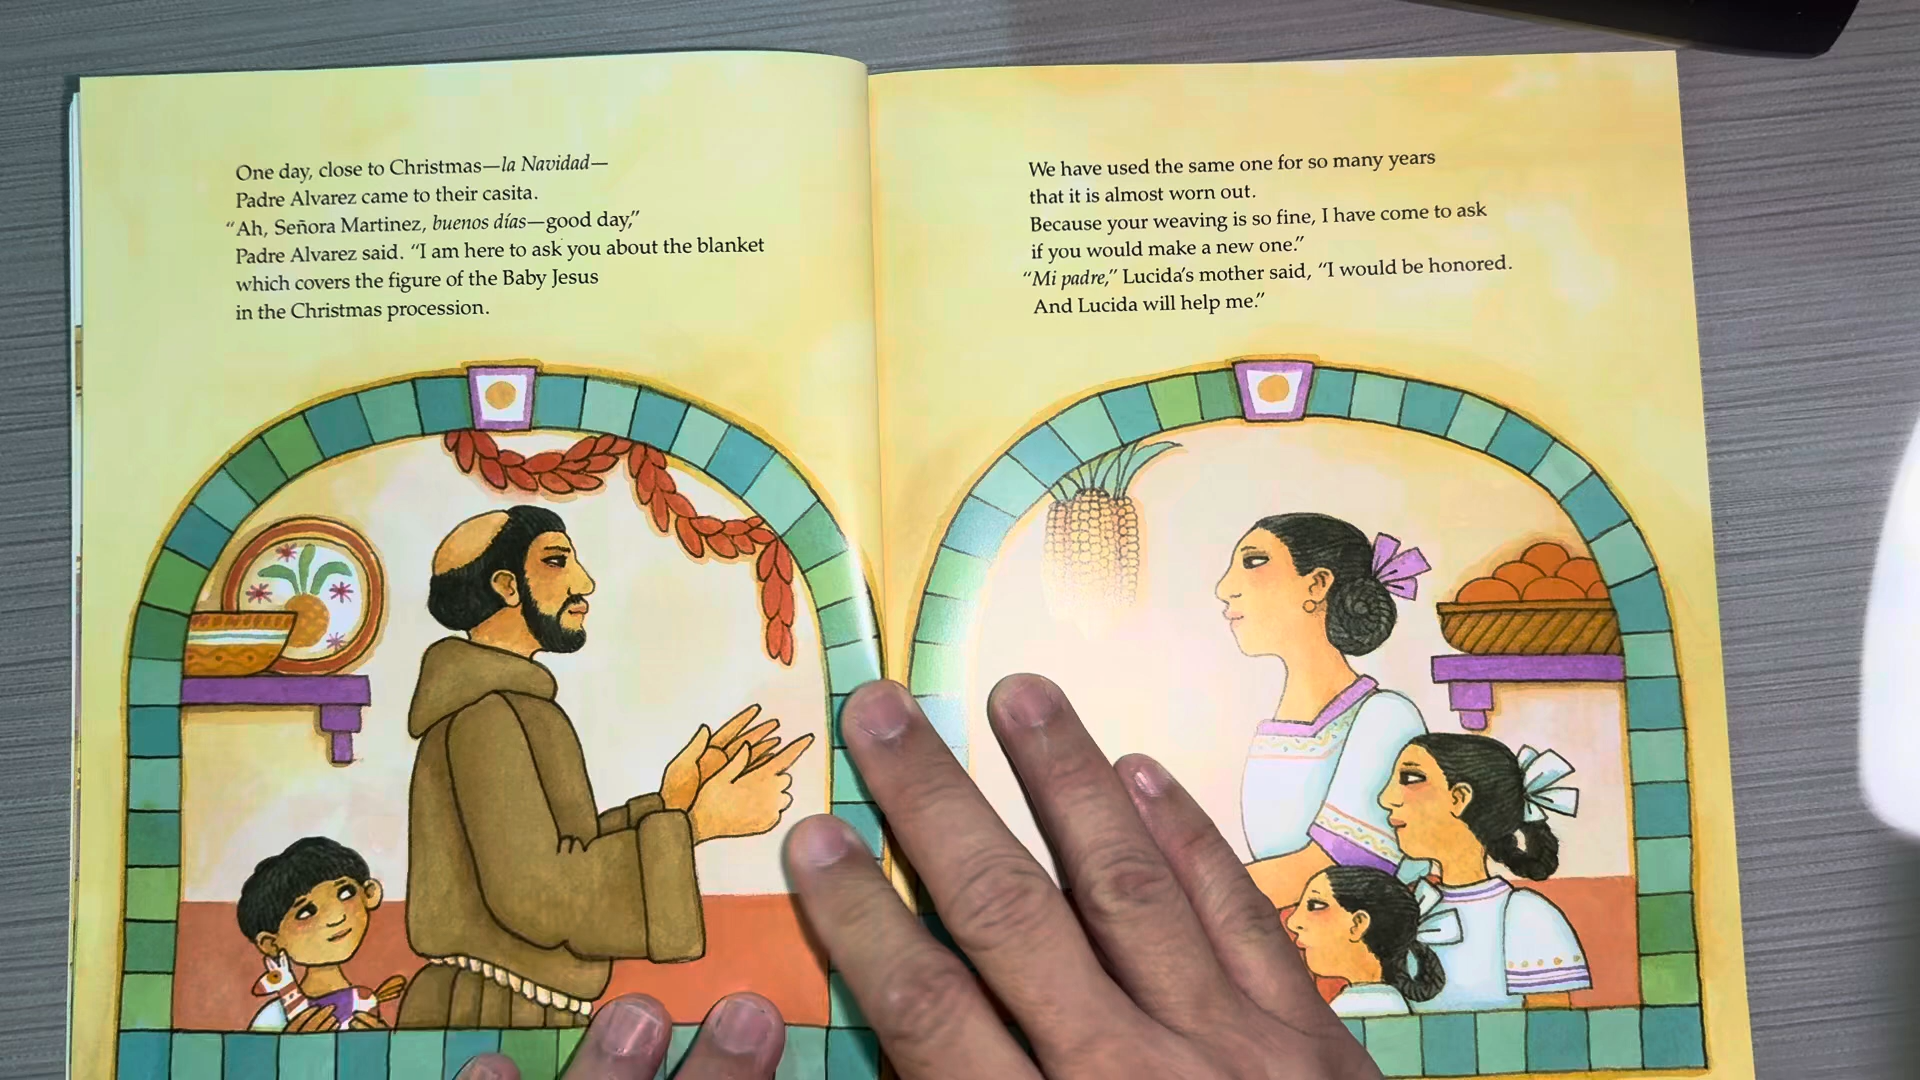 One day, close to Christmas—la Navidad—
Padre Alvarez came to their casita.
“Ah, Señora Martinez, buenos días—good day,”
Padre Alvarez said. “I am here to ask you about the blanket
which covers the figure of the Baby Jesus
in the Christmas procession.
We have used the same one for so many years
that it is almost worn out.
Because your weaving is so fine, I have come to ask
if you would make a new one.”
“Mi padre,” Lucida’s mother said, “I would be honored.
And Lucida will help me.”